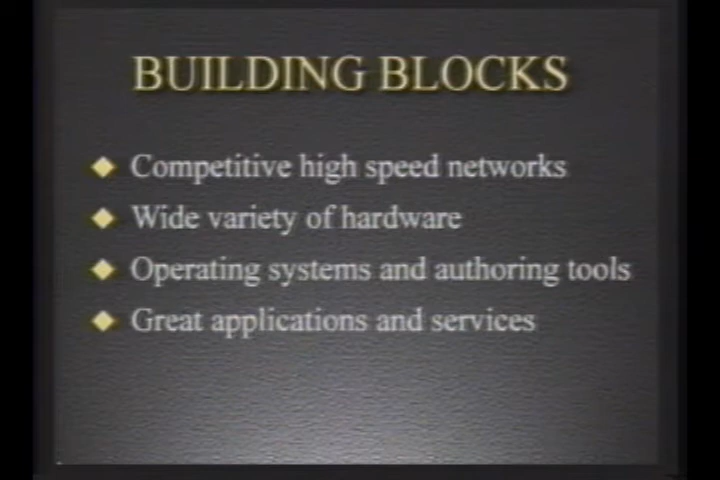 BUILDING BLOCKS
Competitive high speed networks
Wide variety of hardware
Operating systems and authoring tools
Great applications and services